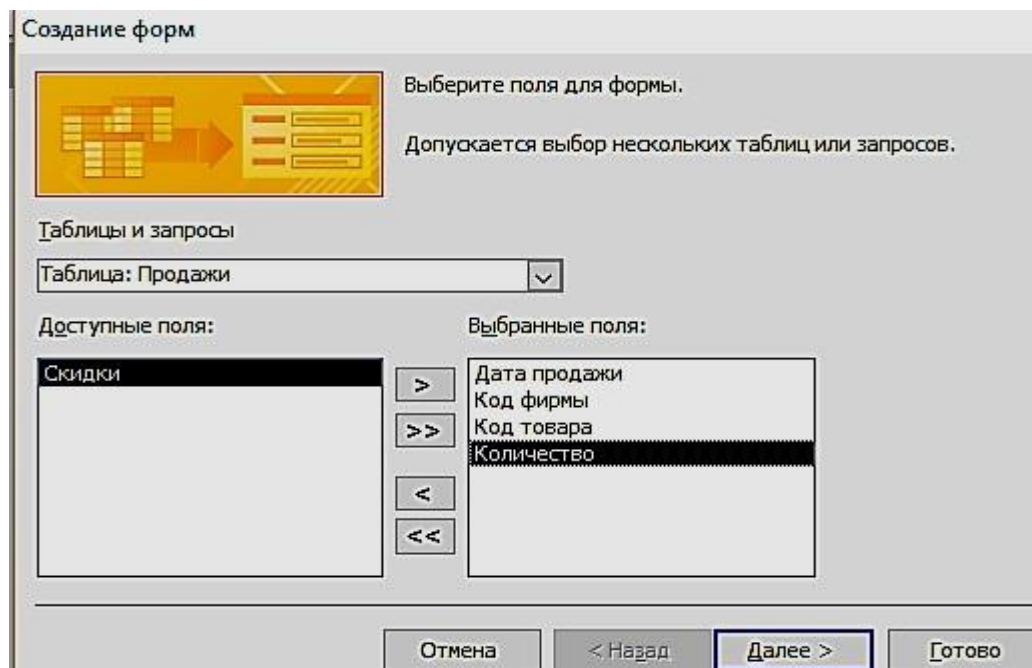 Создание форм
Выберите поля для формы.
Допускается выбор нескольких таблиц или запросов.
Таблицы и запросы
Таблица: Продажи
Доступные поля:
Выбранные поля:
Скидки
>
>>
<
<<
Дата продажи
Код фирмы
Код товара
Количество
Отмена
< Назад
Далее >
Готово